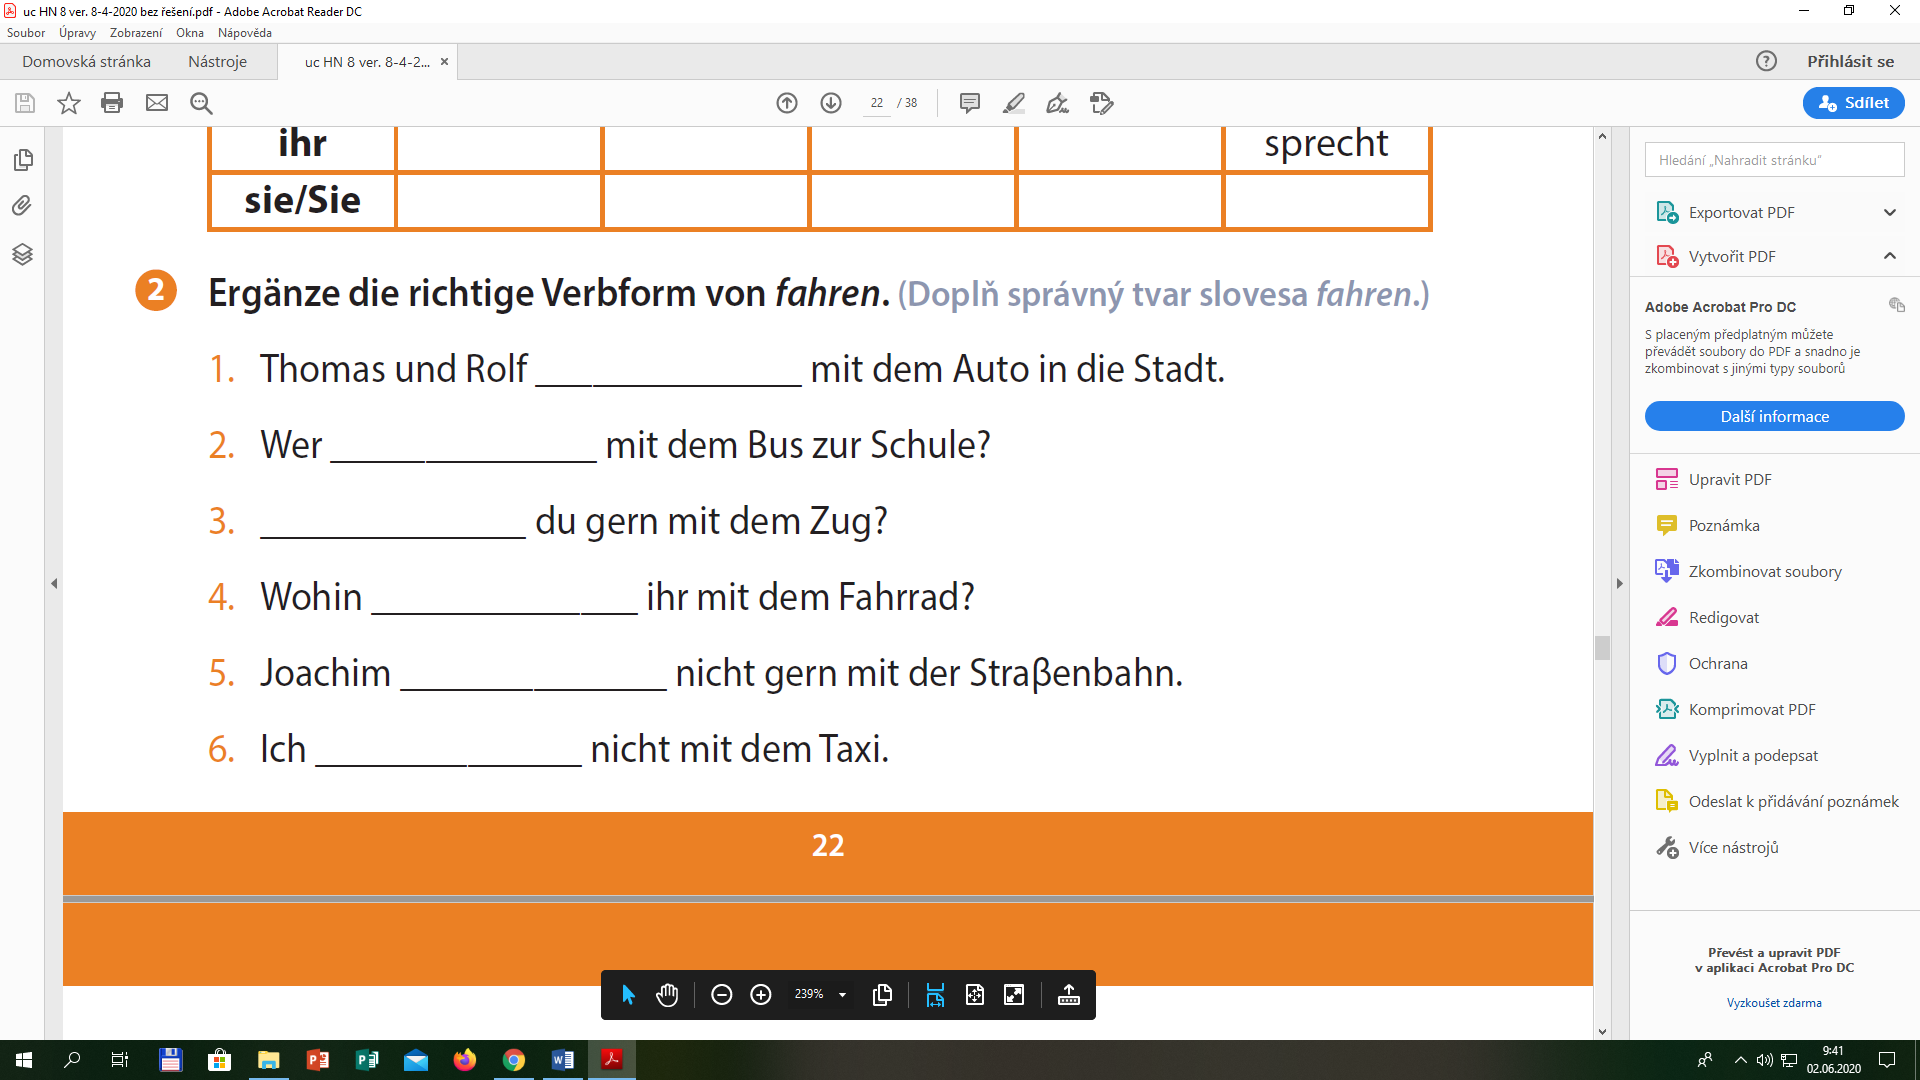 uc HN 8 ver. 8-4-2020 bez řešení.pdf - Adobe Acrobat Reader DC
Soubor Úpravy Zobrazení Okna Nápověda
Domovská stránka Nástroje uc HN 8 ver. 8-4-2... × Přihlásit se
22 / 38 Sdílet
ihr sprecht
sie/Sie
2 Ergänze die richtige Verbform von fahren. (Doplň správný tvar slovesa fahren.)
1. Thomas und Rolf ______________ mit dem Auto in die Stadt.
2. Wer ______________ mit dem Bus zur Schule?
3. ______________ du gern mit dem Zug?
4. Wohin ______________ ihr mit dem Fahrrad?
5. Joachim ______________ nicht gern mit der Straβenbahn.
6. Ich ______________ nicht mit dem Taxi.
22
239%
Hledání „Nahradit stránku“
Exportovat PDF
Vytvořit PDF
Adobe Acrobat Pro DC
S placeným předplatným můžete
převádět soubory do PDF a snadno je
zkombinovat s jinými typy souborů
Další informace
Upravit PDF
Poznámka
Zkombinovat soubory
Redigovat
Ochrana
Komprimovat PDF
Vyplnit a podepsat
Odeslat k přidávání poznámek
Více nástrojů
Převést a upravit PDF
v aplikaci Acrobat Pro DC
Vyzkoušet zdarma
9:41
02.06.2020